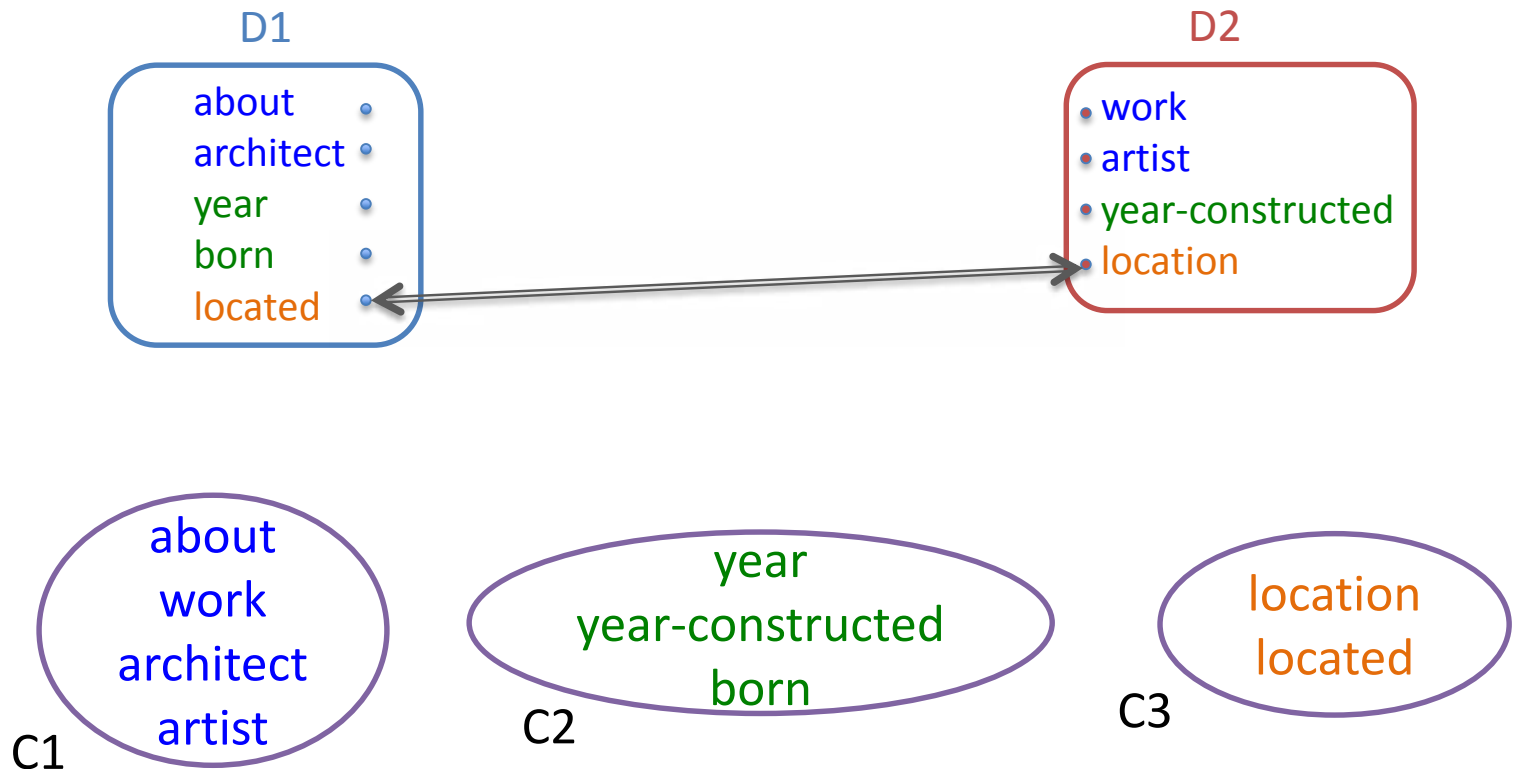 D1
about
architect
year
born
located
D2
work
artist
year-constructed
location
about
work
architect
artist
C1
year
year-constructed
born
C2
location
located
C3